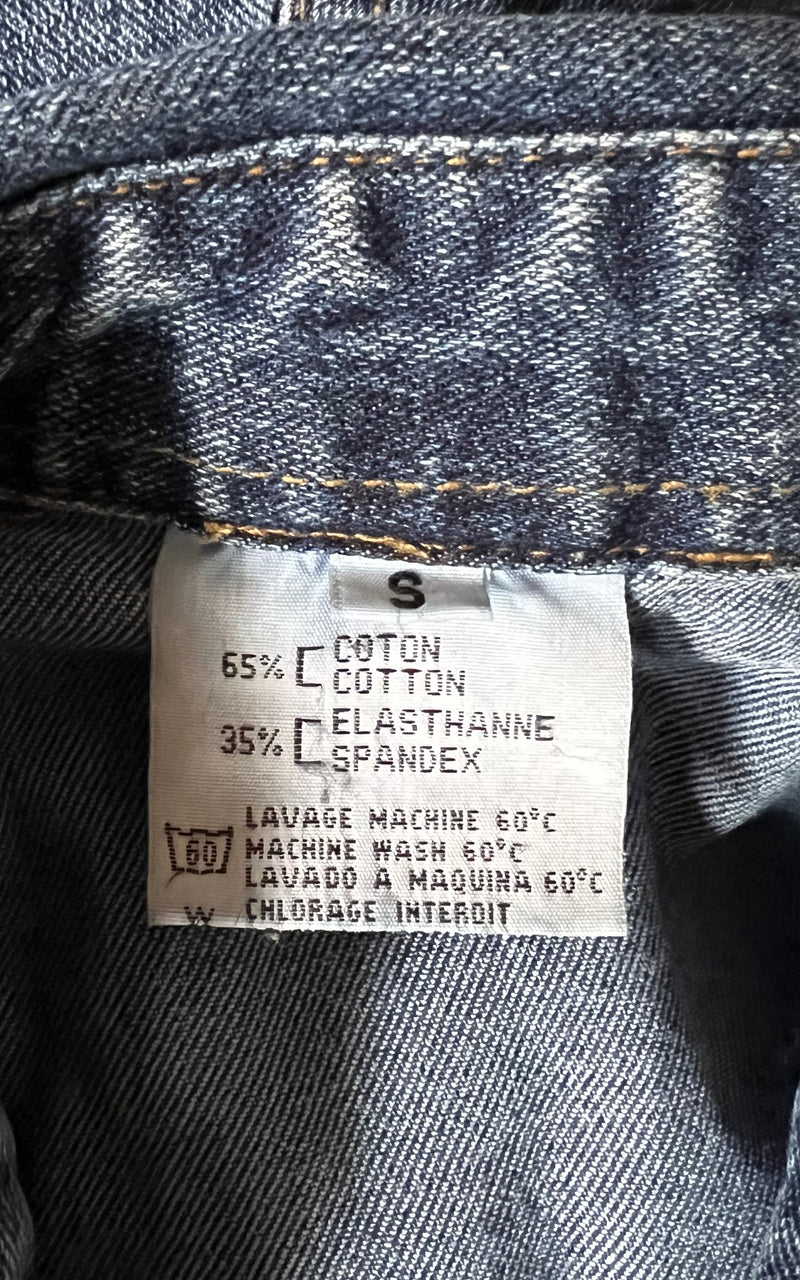 S
65% COTON
COTTON
35% ELASTHANNE
SPANDEX
LAVAGE MACHINE 60°C
60 MACHINE WASH 60°C
LAVADO A MAQUINA 60°C
CHLORAGE INTERDIT